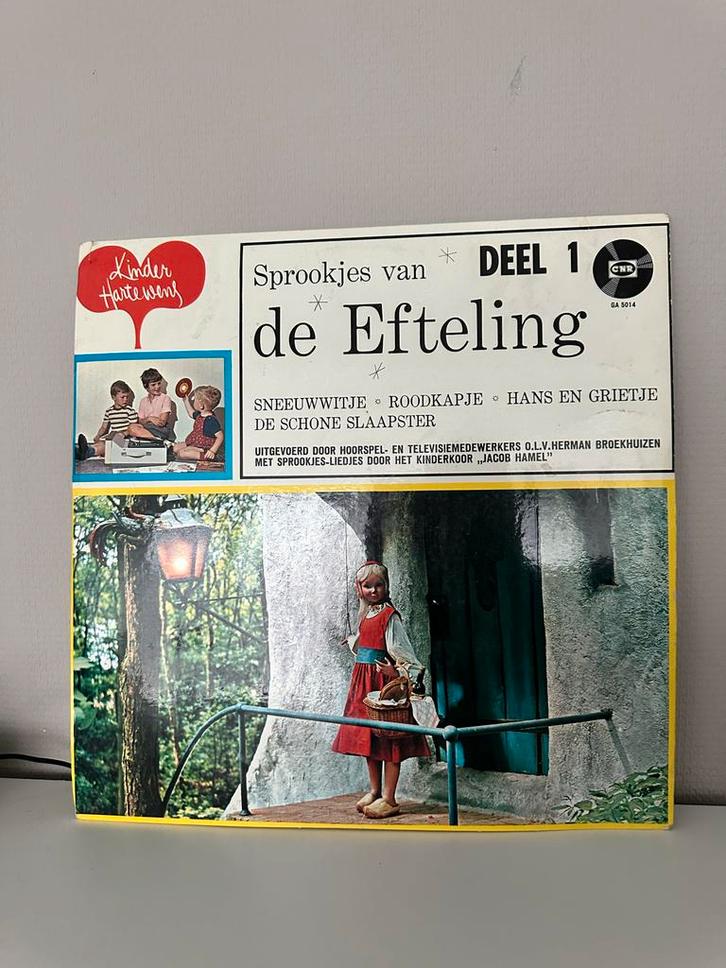 Kinder
Hartewens
Sprookjes van
DEEL 1
CNR
GA 5014
de Efteling
SNEEUWWITJE ° ROODKAPJE ° HANS EN GRIETJE
DE SCHONE SLAAPSTER
UITGEVOERD DOOR HOORSPEL- EN TELEVISIEMEDEWERKERS O.L.V. HERMAN BROEKHUIZEN
MET SPROOKJES-LIEDJES DOOR HET KINDERKOOR „JACOB HAMEL"